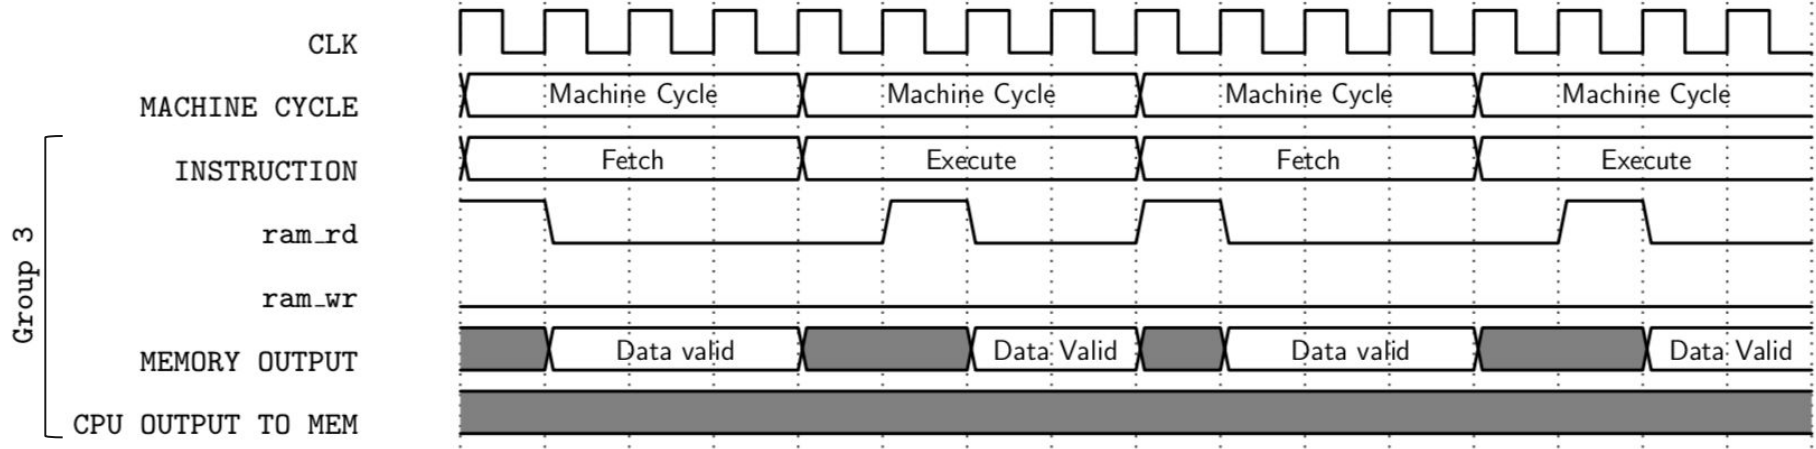 CLK
MACHINE CYCLE Machine Cycle Machine Cycle Machine Cycle Machine Cycle
Group 3
INSTRUCTION Fetch Execute Fetch Execute
ram_rd
ram_wr
MEMORY OUTPUT Data valid Data Valid Data valid Data Valid
CPU OUTPUT TO MEM